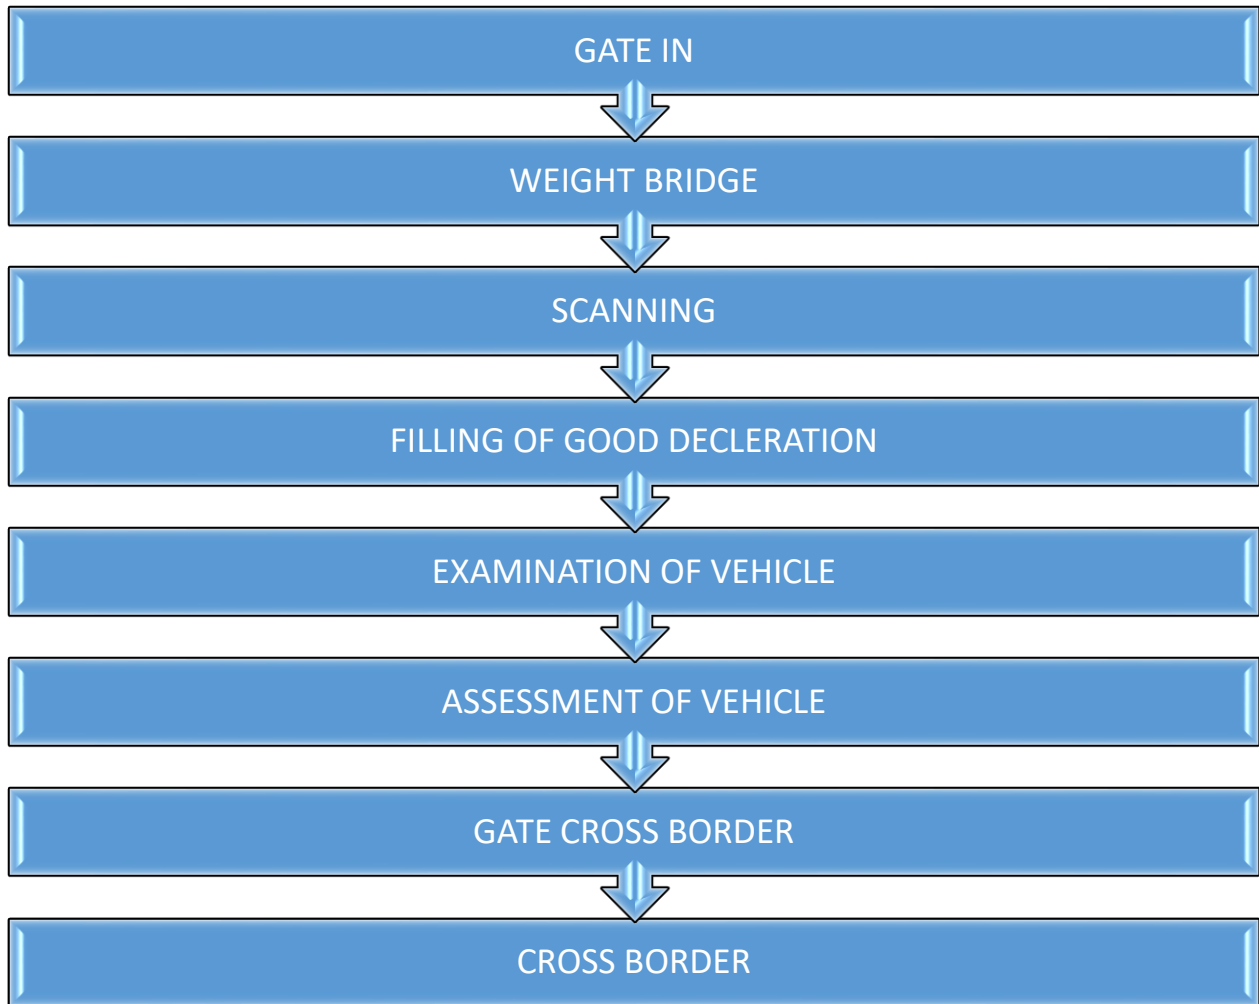 GATE IN
WEIGHT BRIDGE
SCANNING
FILLING OF GOOD DECLERATION
EXAMINATION OF VEHICLE
ASSESSMENT OF VEHICLE
GATE CROSS BORDER
CROSS BORDER